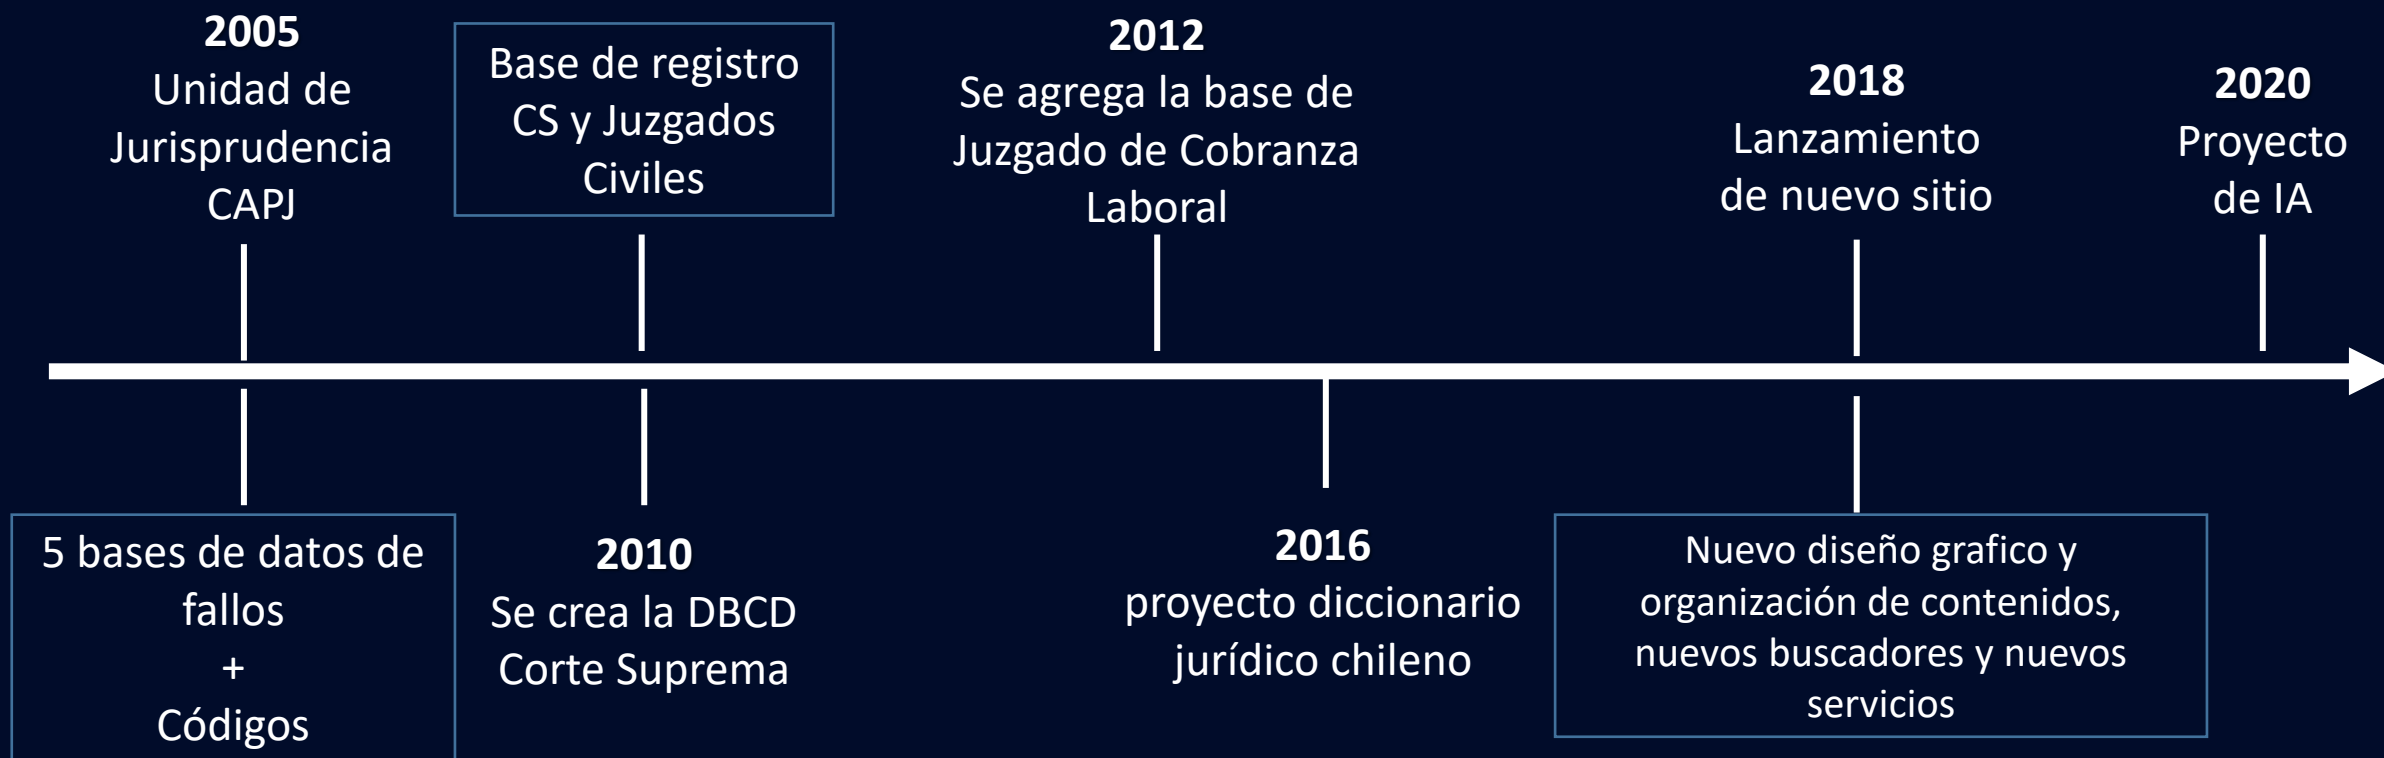 2005
Unidad de
Jurisprudencia
CAPJ
Base de registro
CS y Juzgados
Civiles
2012
Se agrega la base de
Juzgado de Cobranza
Laboral
2018
Lanzamiento
de nuevo sitio
2020
Proyecto
de IA
5 bases de datos de
fallos
+
Códigos
2010
Se crea la DBCD
Corte Suprema
2016
proyecto diccionario
jurídico chileno
Nuevo diseño grafico y
organización de contenidos,
nuevos buscadores y nuevos
servicios